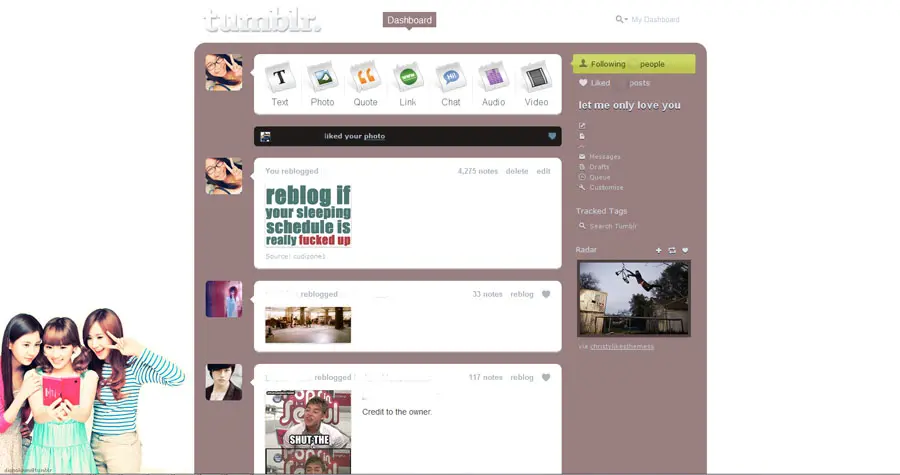 tumblr.
Dashboard
My Dashboard
Text Photo Quote Link Chat Audio Video
Following people
Liked posts
let me only love you
liked your photo
Messages
Drafts
Queue
Customise
You reblogged 4,275 notes delete edit
reblog if
your sleeping
schedule is
really fucked up
Tracked Tags
Search Tumblr
Radar
reblogged 33 notes reblog
via christylikesthemess
reblogged 117 notes reblog
Credit to the owner.
SHUT THE